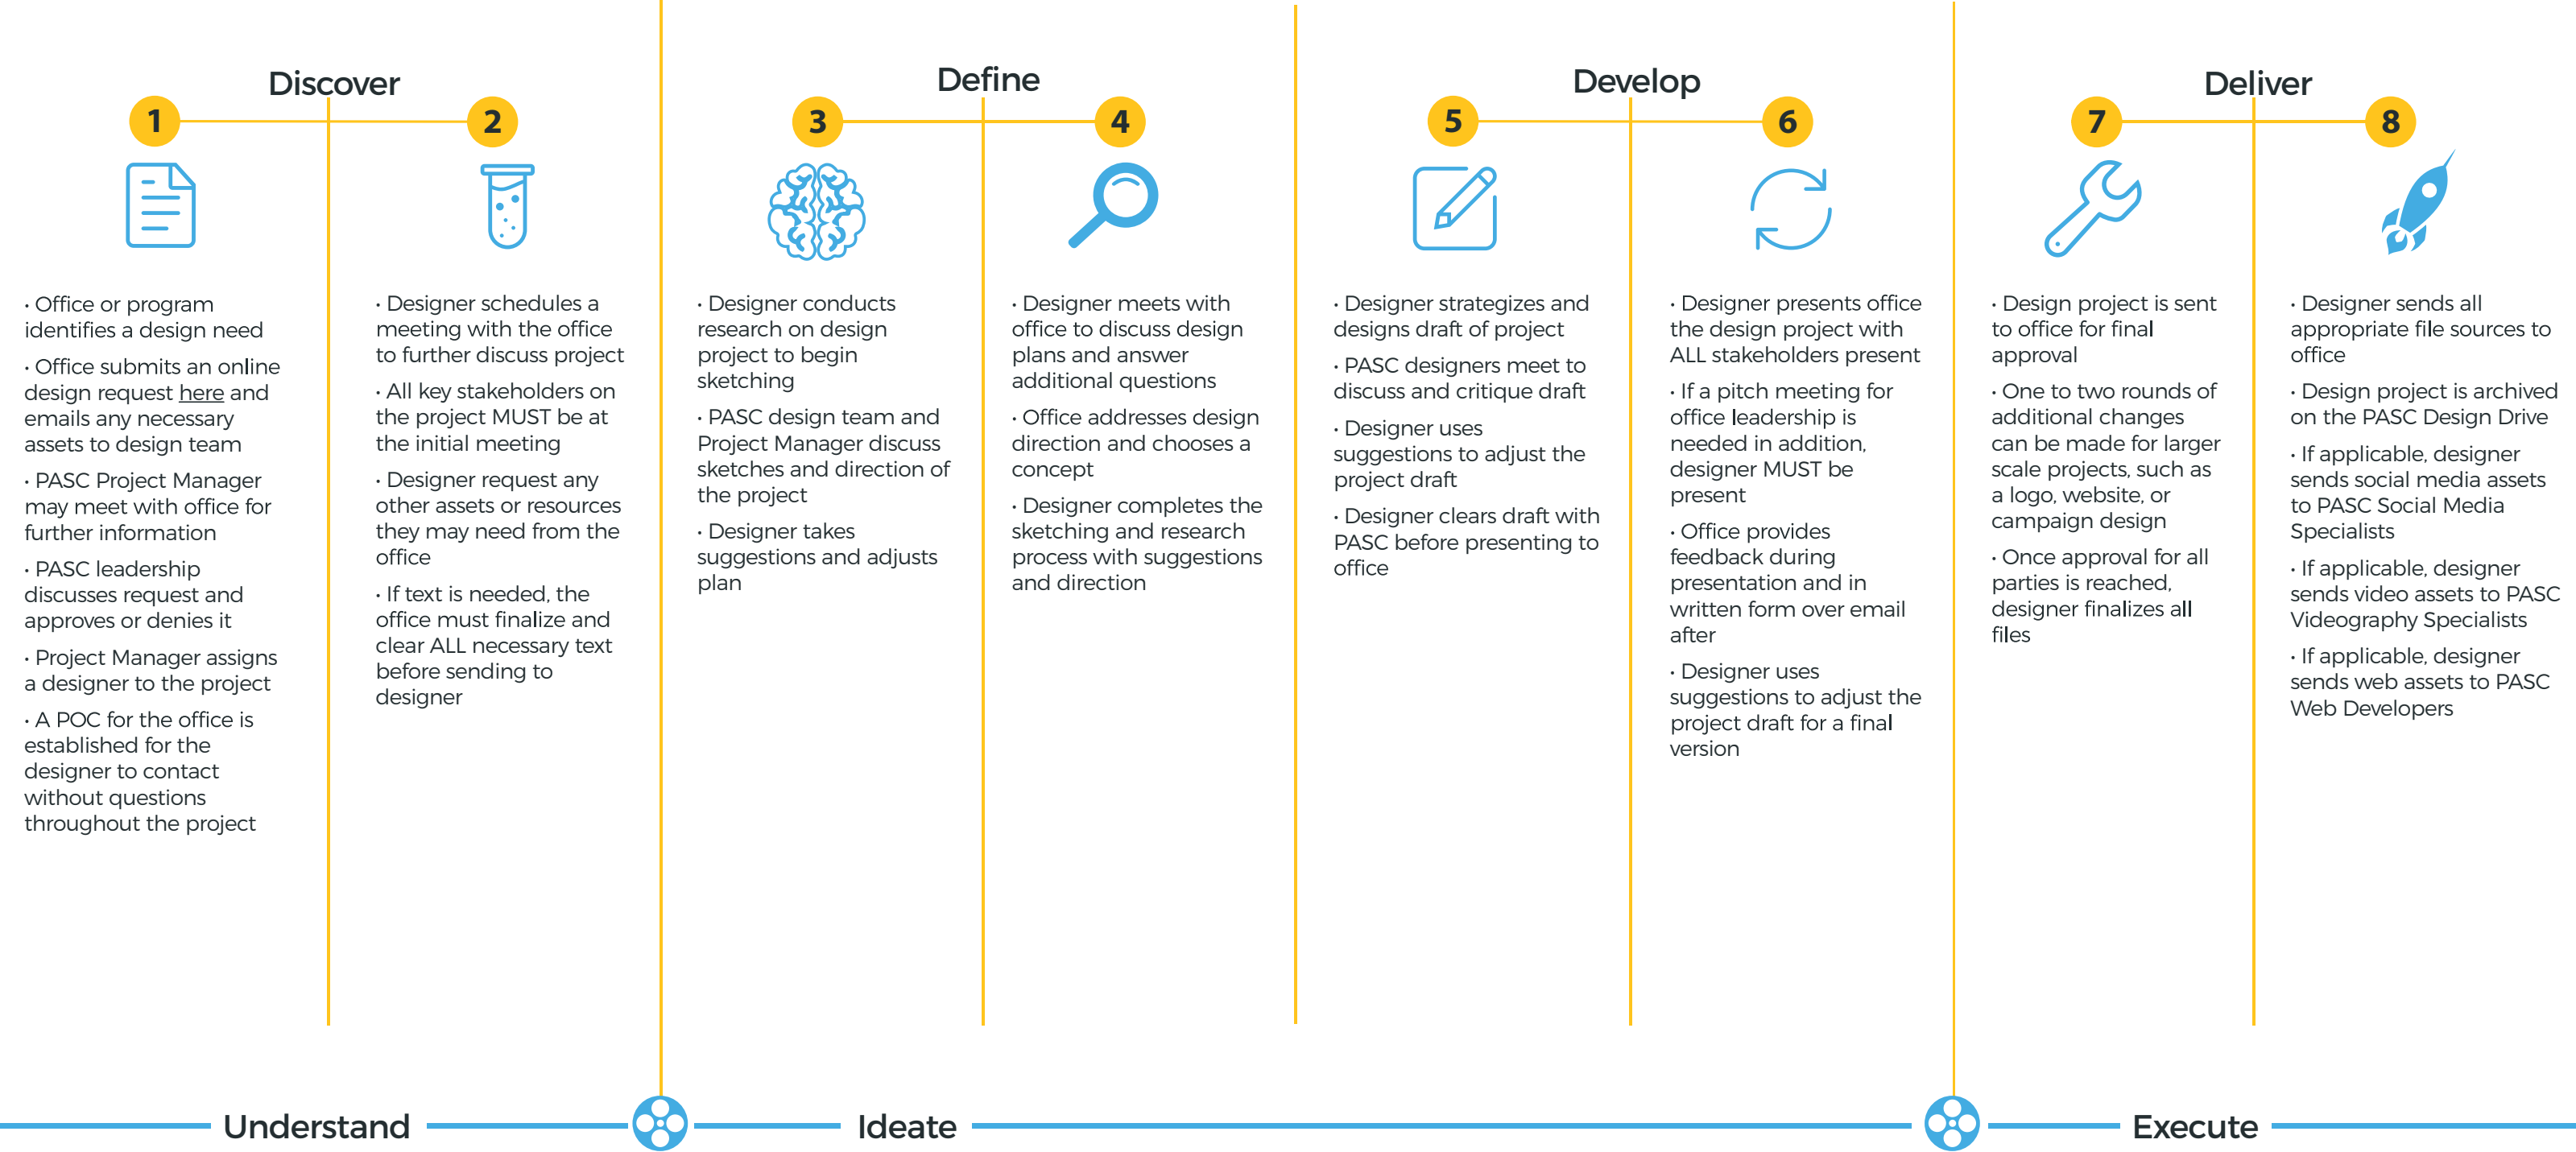 Discover
1
2
· Office or program
identifies a design need
· Office submits an online
design request here and
emails any necessary
assets to design team
· PASC Project Manager
may meet with office for
further information
· PASC leadership
discusses request and
approves or denies it
· Project Manager assigns
a designer to the project
· A POC for the office is
established for the
designer to contact
without questions
throughout the project
· Designer schedules a
meeting with the office
to further discuss project
· All key stakeholders on
the project MUST be at
the initial meeting
· Designer request any
other assets or resources
they may need from the
office
· If text is needed, the
office must finalize and
clear ALL necessary text
before sending to
designer
Define
3
4
· Designer conducts
research on design
project to begin
sketching
· PASC design team and
Project Manager discuss
sketches and direction of
the project
· Designer takes
suggestions and adjusts
plan
· Designer meets with
office to discuss design
plans and answer
additional questions
· Office addresses design
direction and chooses a
concept
· Designer completes the
sketching and research
process with suggestions
and direction
Develop
5
6
· Designer strategizes and
designs draft of project
· PASC designers meet to
discuss and critique draft
· Designer uses
suggestions to adjust the
project draft
· Designer clears draft with
PASC before presenting to
office
· Designer presents office
the design project with
ALL stakeholders present
· If a pitch meeting for
office leadership is
needed in addition,
designer MUST be
present
· Office provides
feedback during
presentation and in
written form over email
after
· Designer uses
suggestions to adjust the
project draft for a final
version
Deliver
7
8
· Design project is sent
to office for final
approval
· One to two rounds of
additional changes
can be made for larger
scale projects, such as
a logo, website, or
campaign design
· Once approval for all
parties is reached,
designer finalizes all
files
· Designer sends all
appropriate file sources to
office
· Design project is archived
on the PASC Design Drive
· If applicable, designer
sends social media assets
to PASC Social Media
Specialists
· If applicable, designer
sends video assets to PASC
Videography Specialists
· If applicable, designer
sends web assets to PASC
Web Developers
Understand
Ideate
Execute